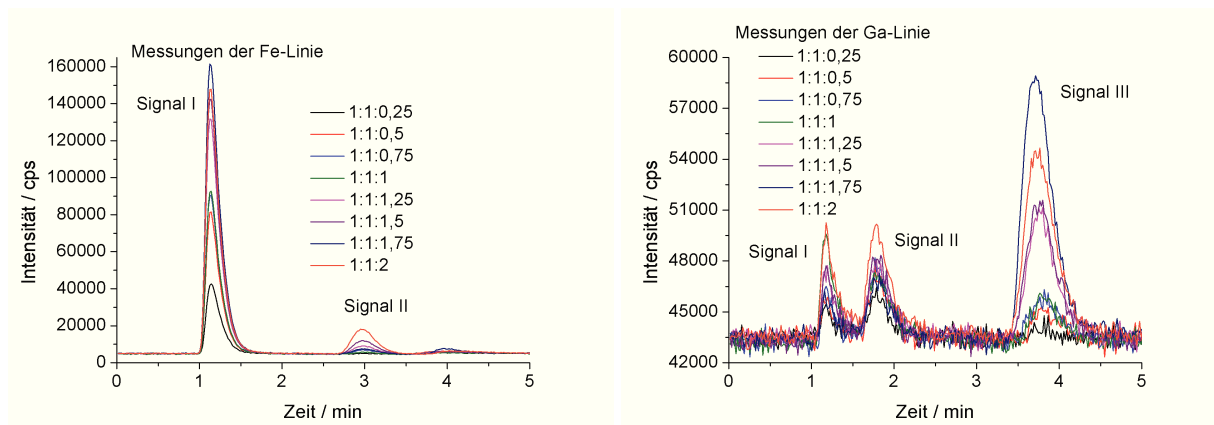 Messungen der Fe-Linie
160000
140000
120000
100000
80000
60000
40000
20000
0
Intensität / cps
Signal I
1:1:0,25
1:1:0,5
1:1:0,75
1:1:1
1:1:1,25
1:1:1,5
1:1:1,75
1:1:2
Signal II
0 1 2 3 4 5
Zeit / min
Messungen der Ga-Linie
60000
57000
54000
51000
48000
45000
42000
Intensität / cps
1:1:0,25
1:1:0,5
1:1:0,75
1:1:1
1:1:1,25
1:1:1,5
1:1:1,75
1:1:2
Signal III
Signal I
Signal II
0 1 2 3 4 5
Zeit / min